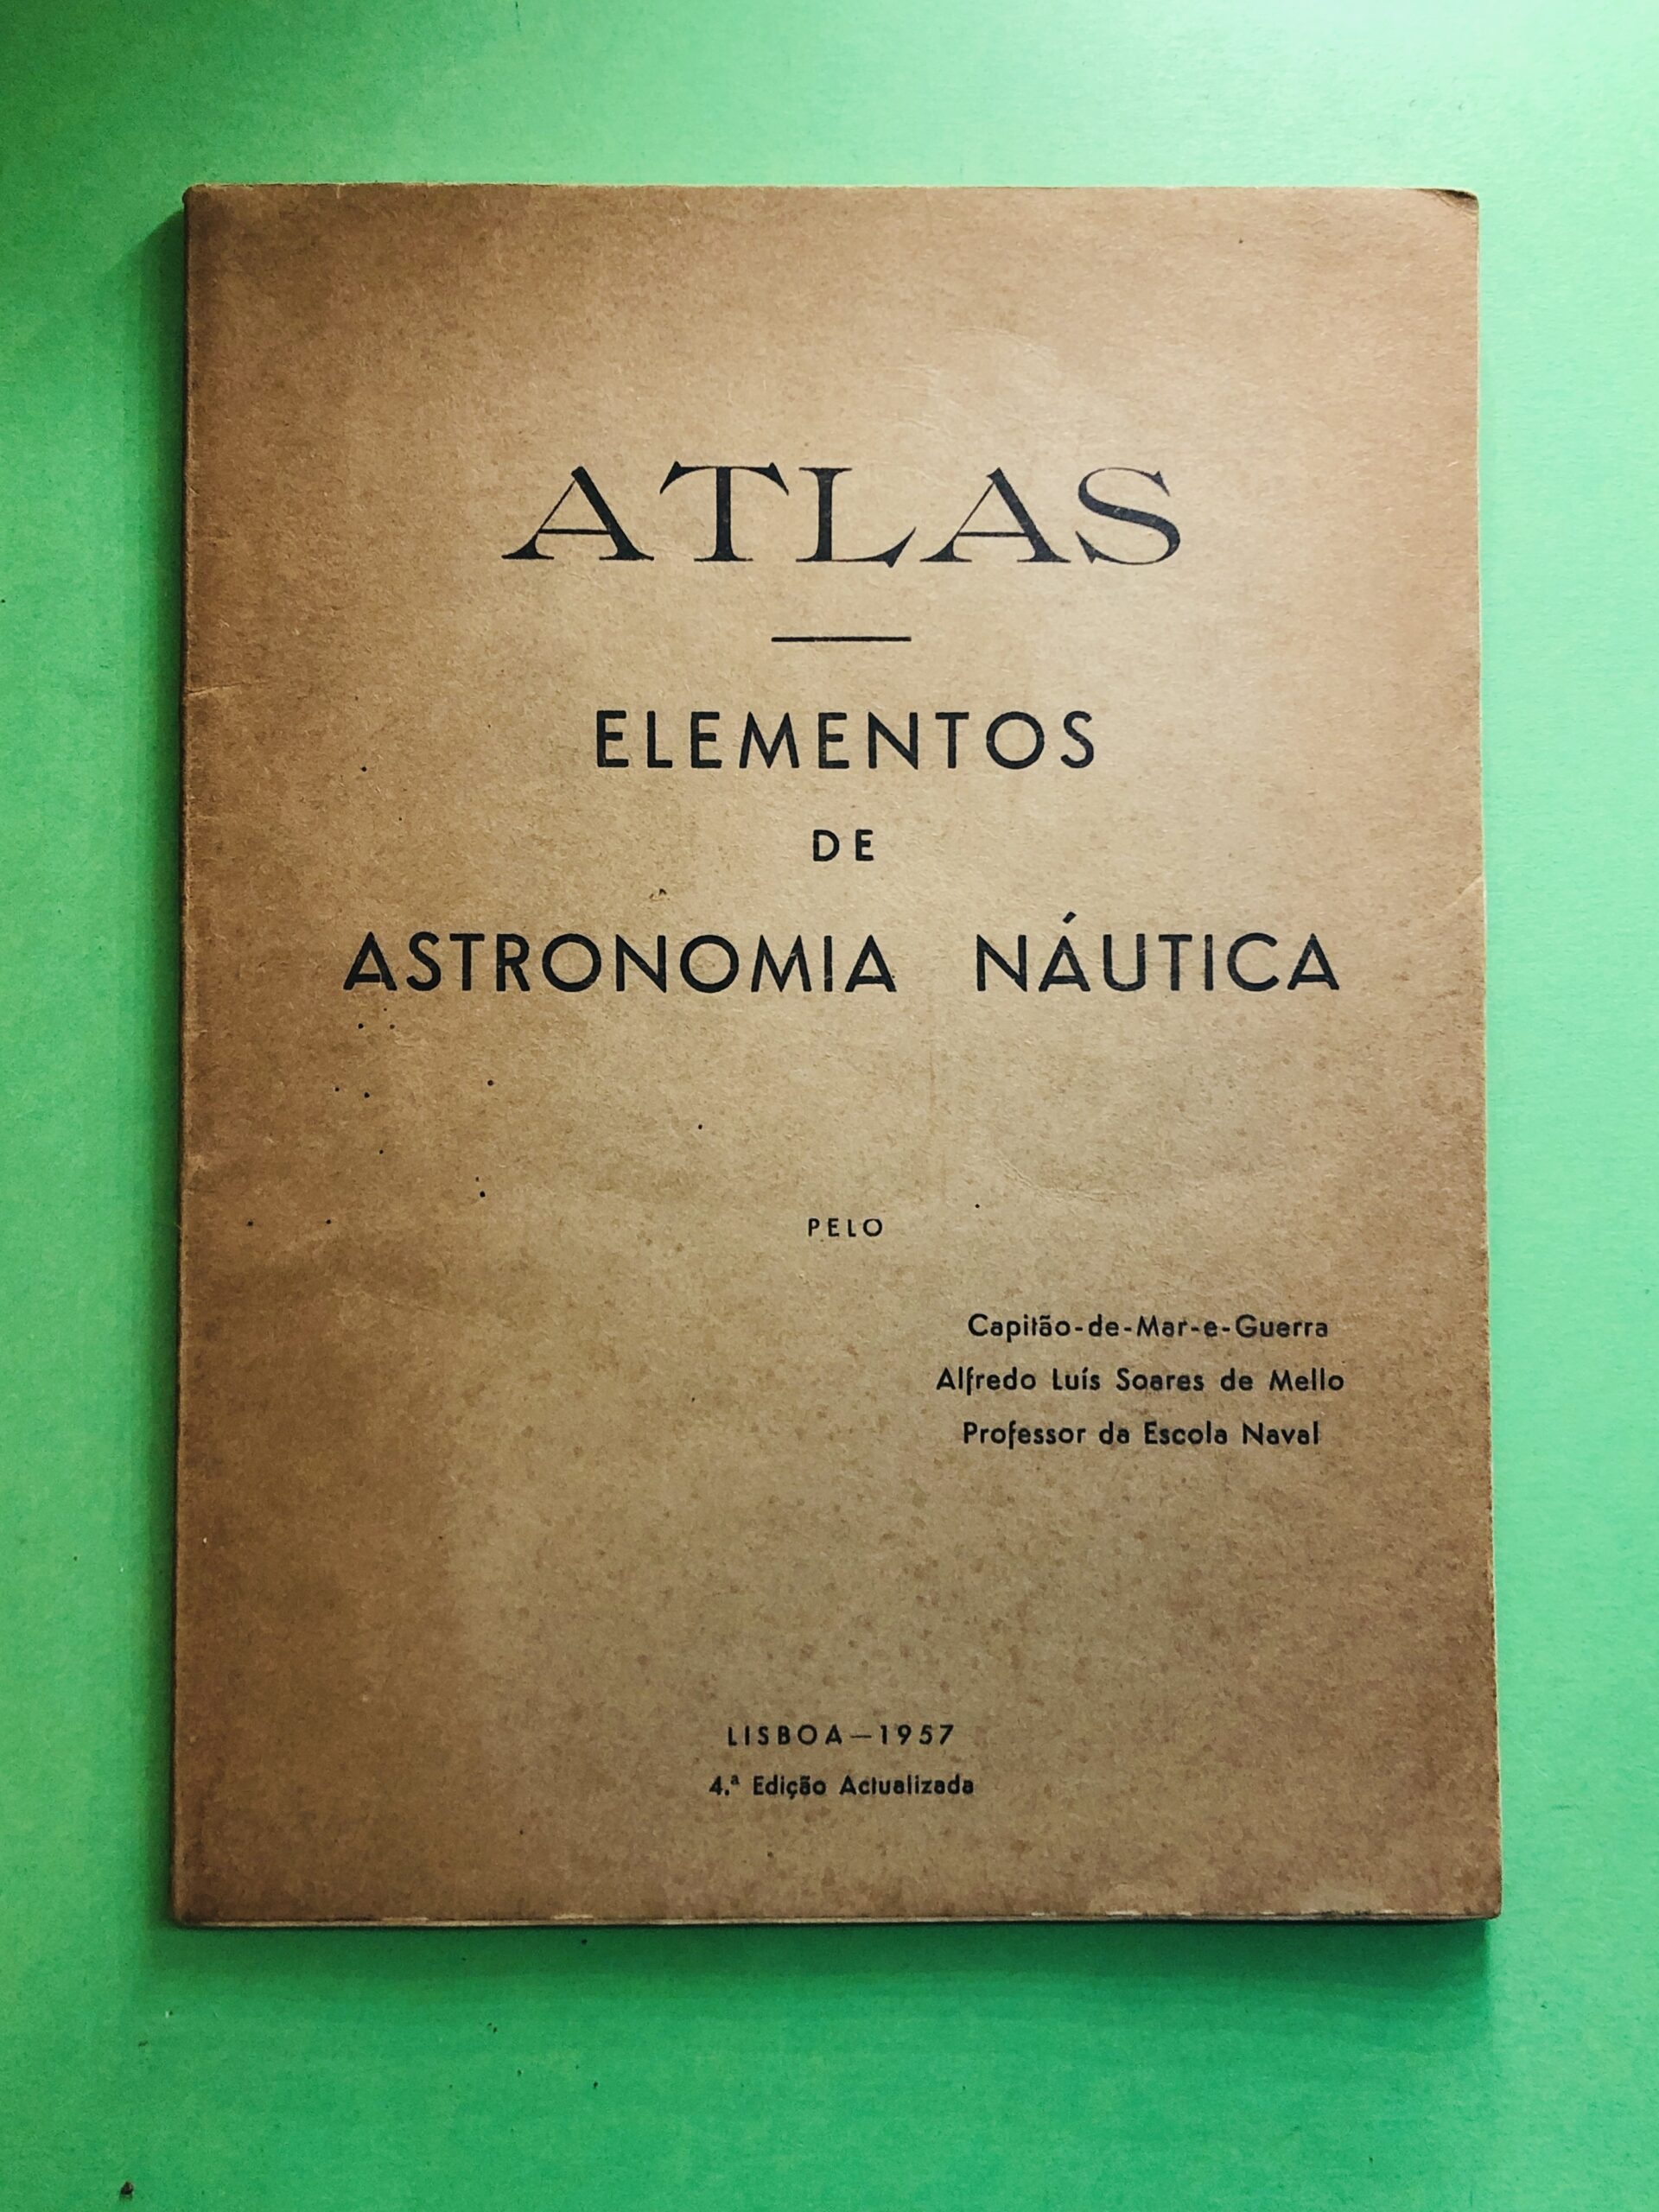 ATLAS
ELEMENTOS
DE
ASTRONOMIA NÁUTICA
PELO
Capitão-de-Mar-e-Guerra
Alfredo Luís Soares de Mello
Professor da Escola Naval
LISBOA—1957
4.ª Edição Actualizada